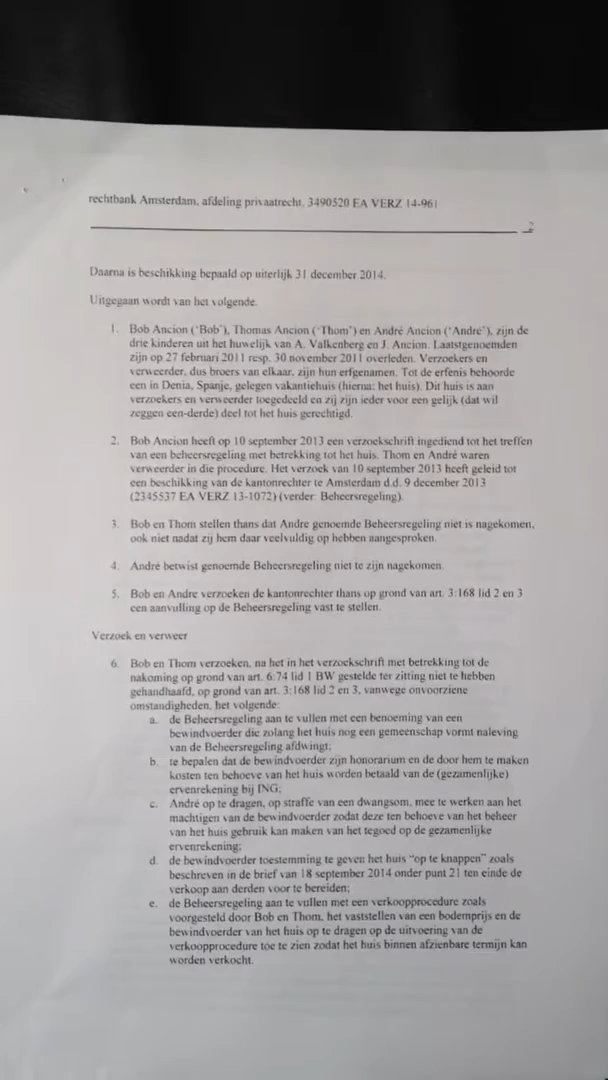 rechtbank Amsterdam, afdeling privaatrecht, 3490520 EA VERZ 14-961
2
Daarna is beschikking bepaald op uiterlijk 31 december 2014.
Uitgegaan wordt van het volgende.
1. Bob Ancion ('Bob'), Thomas Ancion ('Thom') en André Ancion ('André'), zijn de
drie kinderen uit het huwelijk van A. Valkenberg en J. Ancion. Laatstgenoemden
zijn op 27 februari 2011 resp. 30 november 2011 overleden. Verzoekers en
verweerder, dus broers van elkaar, zijn hun erfgenamen. Tot de erfenis behoorde
een in Denia, Spanje, gelegen vakantiehuis (hierna: het huis). Dit huis is aan
verzoekers en verweerder toegedeeld en zij zijn ieder voor een gelijk (dat wil
zeggen een-derde) deel tot het huis gerechtigd.
2. Bob Ancion heeft op 10 september 2013 een verzoekschrift ingediend tot het treffen
van een beheersregeling met betrekking tot het huis. Thom en André waren
verweerder in die procedure. Het verzoek van 10 september 2013 heeft geleid tot
een beschikking van de kantonrechter te Amsterdam d.d. 9 december 2013
(2345537 EA VERZ 13-1072) (verder: Beheersregeling).
3. Bob en Thom stellen thans dat Andre genoemde Beheersregeling niet is nagekomen,
ook niet nadat zij hem daar veelvuldig op hebben aangesproken.
4. André betwist genoemde Beheersregeling niet te zijn nagekomen.
5. Bob en Andre verzoeken de kantonrechter thans op grond van art. 3:168 lid 2 en 3
een aanvulling op de Beheersregeling vast te stellen.
Verzoek en verweer
6. Bob en Thom verzoeken, na het in het verzoekschrift met betrekking tot de
nakoming op grond van art. 6:74 lid 1 BW gestelde ter zitting niet te hebben
gehandhaafd, op grond van art. 3:168 lid 2 en 3, vanwege onvoorziene
omstandigheden, het volgende:
a. de Beheersregeling aan te vullen met een benoeming van een
bewindvoerder die zolang het huis nog een gemeenschap vormt naleving
van de Beheersregeling afdwingt;
b. te bepalen dat de bewindvoerder zijn honorarium en de door hem te maken
kosten ten behoeve van het huis worden betaald van de (gezamenlijke)
ervenrekening bij ING;
c. André op te dragen, op straffe van een dwangsom, mee te werken aan het
machtigen van de bewindvoerder zodat deze ten behoeve van het beheer
van het huis gebruik kan maken van het tegoed op de gezamenlijke
ervenrekening;
d. de bewindvoerder toestemming te geven het huis "op te knappen" zoals
beschreven in de brief van 18 september 2014 onder punt 21 ten einde de
verkoop aan derden voor te bereiden;
e. de Beheersregeling aan te vullen met een verkoopprocedure zoals
voorgesteld door Bob en Thom, het vaststellen van een bodemprijs en de
bewindvoerder van het huis op te dragen op de uitvoering van de
verkoopprocedure toe te zien zodat het huis binnen afzienbare termijn kan
worden verkocht.